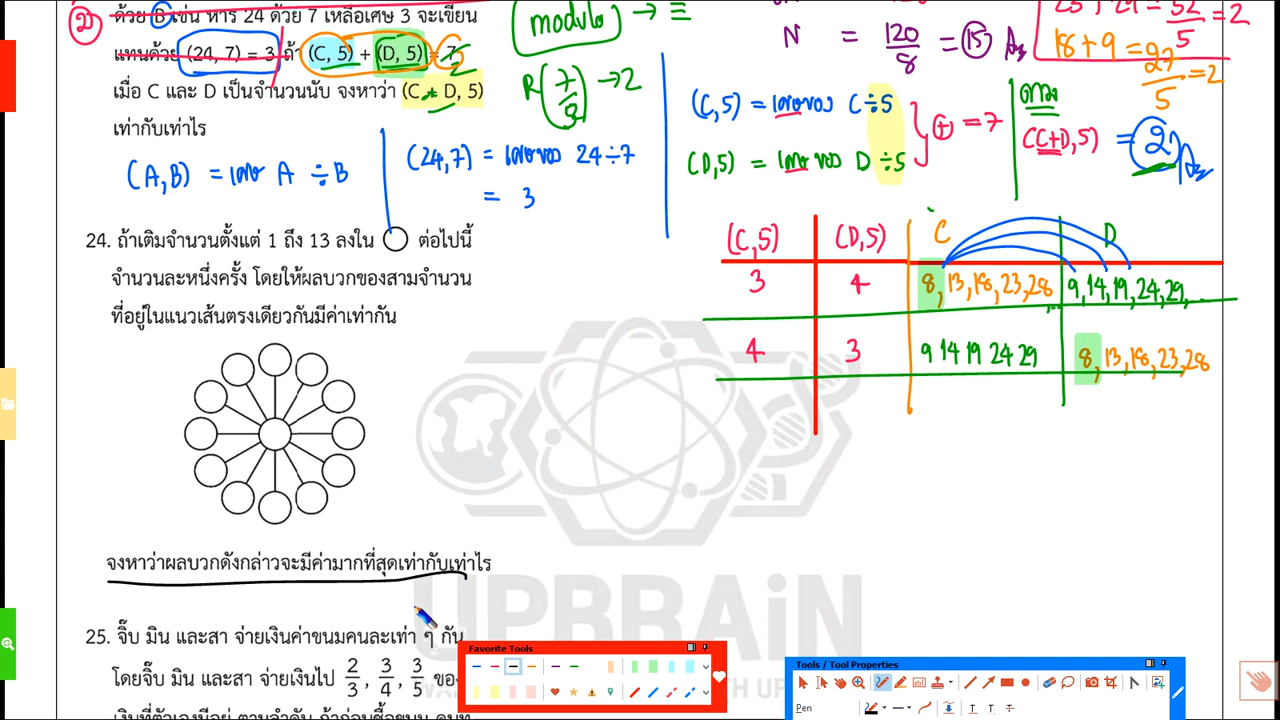 ②
ด้วย B เช่น หาร 24 ด้วย 7 เหลือเศษ 3 จะเขียน
แทนด้วย (24, 7) = 3 ถ้า (C, 5) + (D, 5) = 7
เมื่อ C และ D เป็นจำนวนนับ จงหาว่า (C + D, 5)
เท่ากับเท่าไร
(A,B) = เศษ A ÷ B
(24,7) = เศษของ 24÷7
= 3
modulo → ≡
→ 2
N = 120/8 = 15
= 52/5 = 2
18 + 9 = 27/5 = 2
(C,5) = เศษของ C÷5
(D,5) = เศษของ D ÷5
⊕ = 7
(C+D,5) = 2
(C,5) (D,5) C D
3 4 8, 13, 18, 23, 28 9, 14, 19, 24, 29,
4 3 9 14 19 24 29 8, 13, 18, 23, 28
24. ถ้าเติมจำนวนตั้งแต่ 1 ถึง 13 ลงใน ◯ ต่อไปนี้
จำนวนละหนึ่งครั้ง โดยให้ผลบวกของสามจำนวน
ที่อยู่ในแนวเส้นตรงเดียวกันมีค่าเท่ากัน
จงหาว่าผลบวกดังกล่าวจะมีค่ามากที่สุดเท่ากับเท่าไร
25. จิ๊บ มิน และสา จ่ายเงินค่าขนมคนละเท่า ๆ กัน
โดยจิ๊บ มิน และสา จ่ายเงินไป 2/3, 3/4, 3/5 ของ
UPBRAiN
Favorite Tools
Tools / Tool Properties
Pen